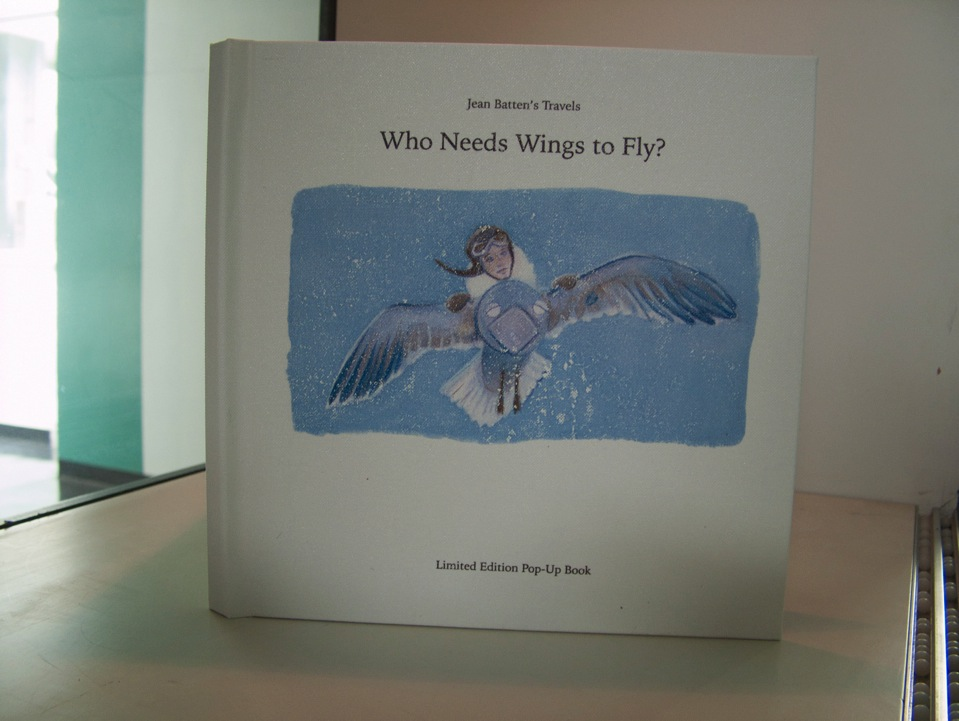 Jean Batten's Travels
Who Needs Wings to Fly?
Limited Edition Pop-Up Book